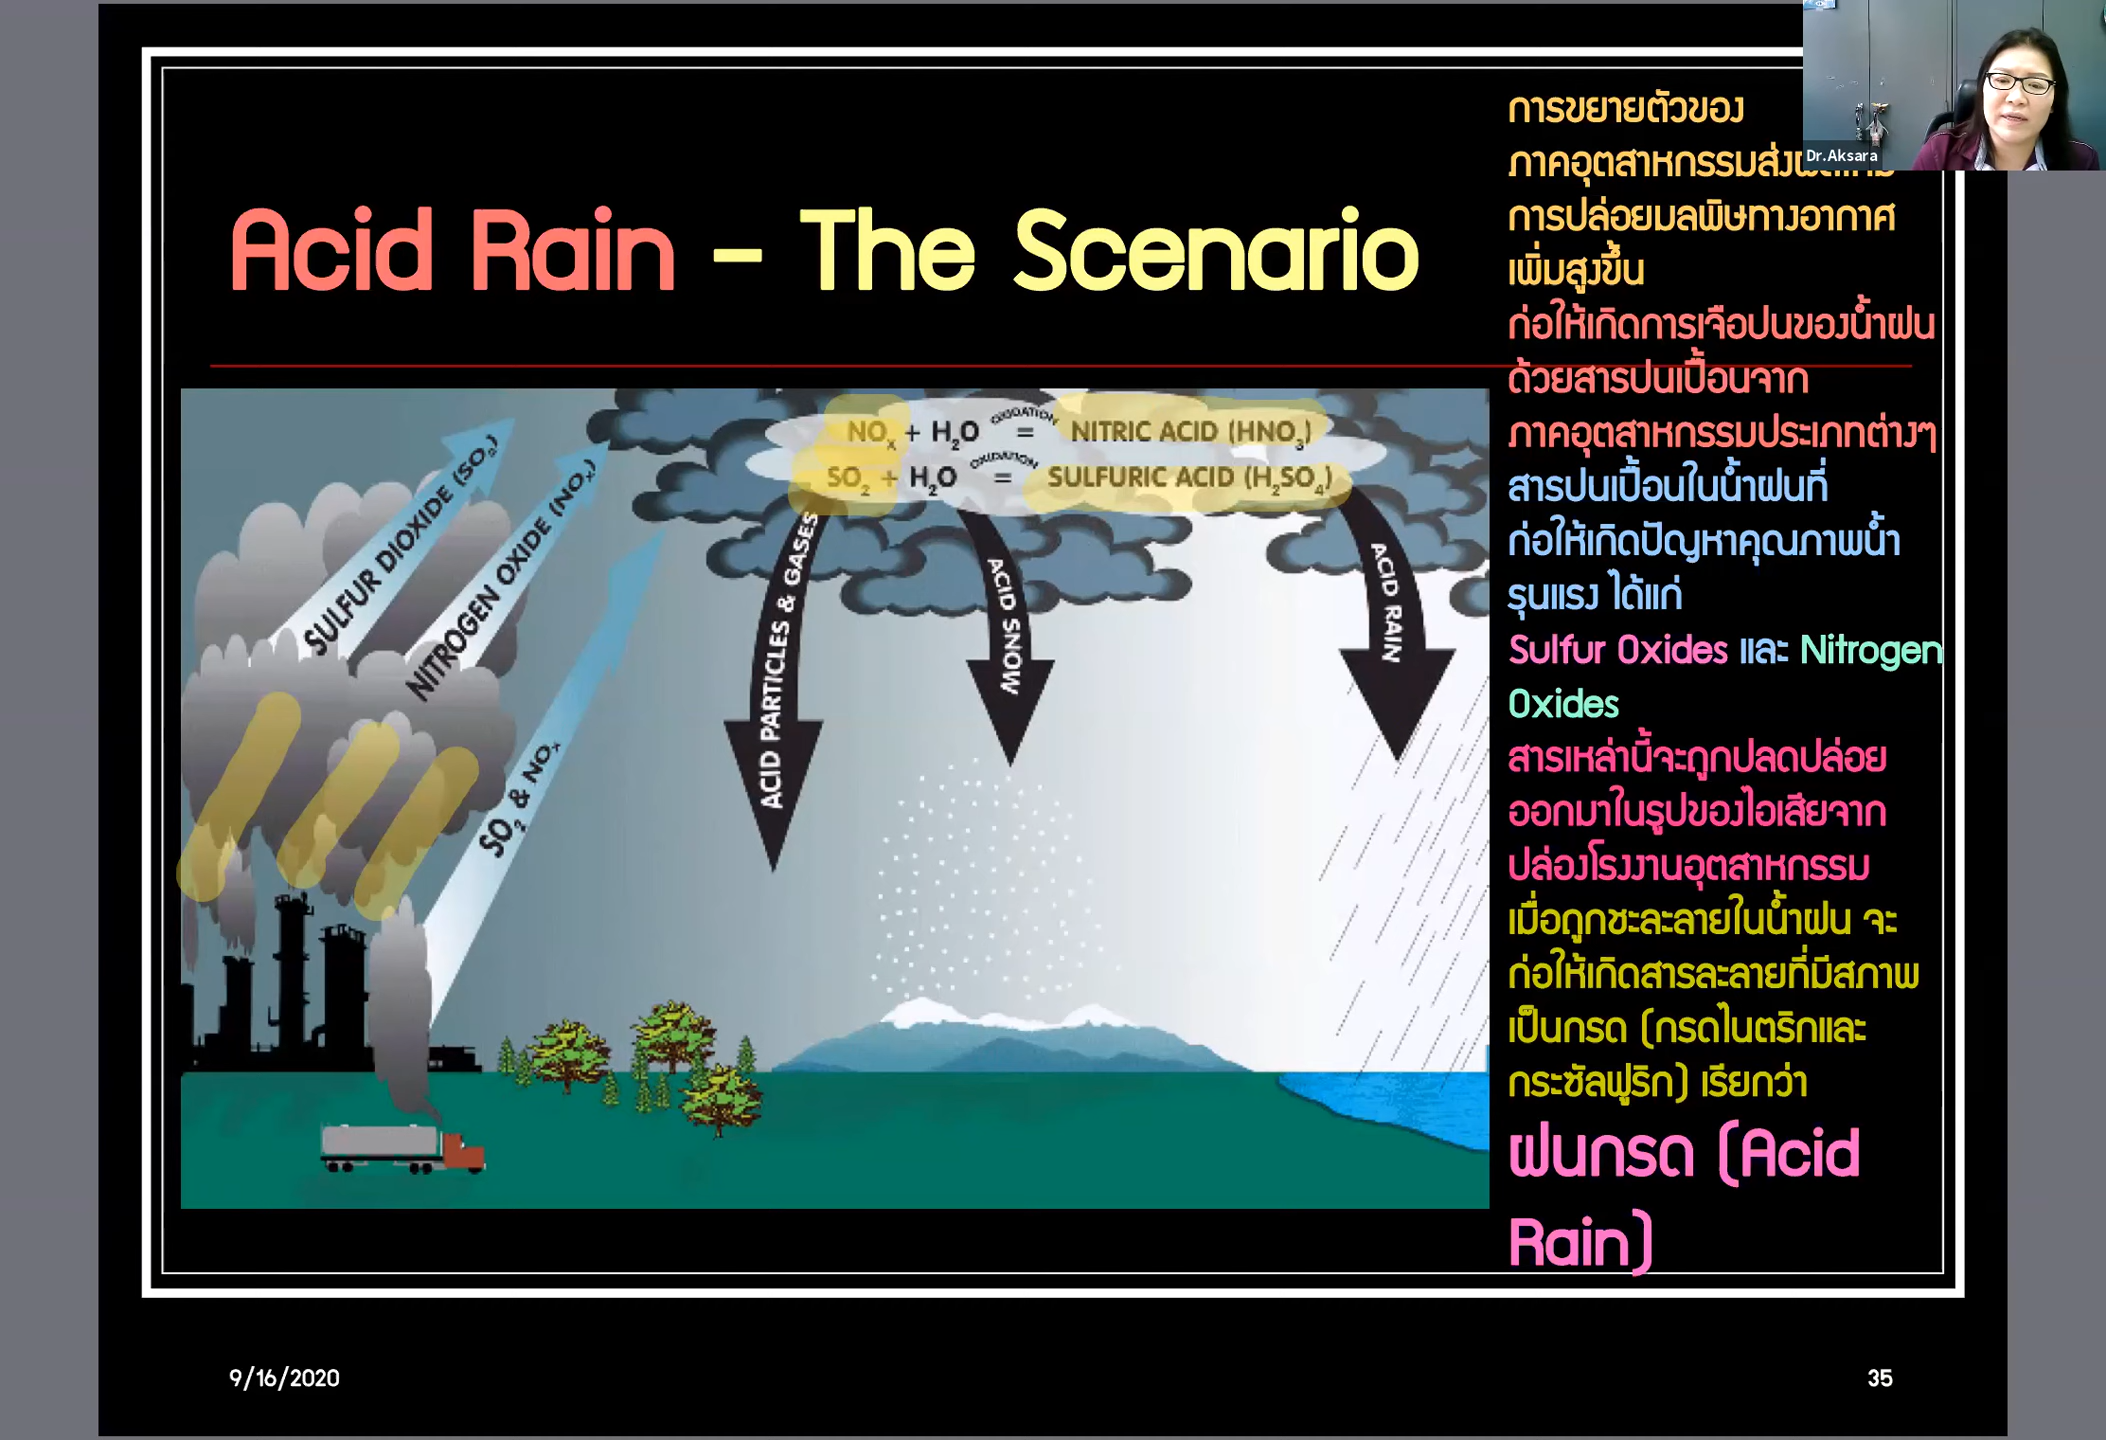 Dr.Aksara
Acid Rain – The Scenario
การขยายตัวของ
ภาคอุตสาหกรรม
การปล่อยมลพิษทางอากาศ
เพิ่มสูงขึ้น
ก่อให้เกิดการเจือปนของน้ำฝน
ด้วยสารปนเปื้อนจาก
ภาคอุตสาหกรรมประเภทต่างๆ
สารปนเปื้อนในน้ำฝนที่
ก่อให้เกิดปัญหาคุณภาพน้ำ
รุนแรง ได้แก่
Sulfur Oxides และ Nitrogen
Oxides
สารเหล่านี้จะถูกปลดปล่อย
ออกมาในรูปของไอเสียจาก
ปล่องโรงงานอุตสาหกรรม
เมื่อถูกชะละลายในน้ำฝน จะ
ก่อให้เกิดสารละลายที่มีสภาพ
เป็นกรด (กรดไนตริกและ
กระซัลฟูริก) เรียกว่า
ฝนกรด (Acid
Rain)
OXIDATION
NOx + H2O = NITRIC ACID (HNO3)
OXIDATION
SO2 + H2O = SULFURIC ACID (H2SO4)
SULFUR DIOXIDE (SO2)
NITROGEN OXIDE (NOx)
SO2 & NOx
ACID PARTICLES & GASES
ACID SNOW
ACID RAIN
9/16/2020
35